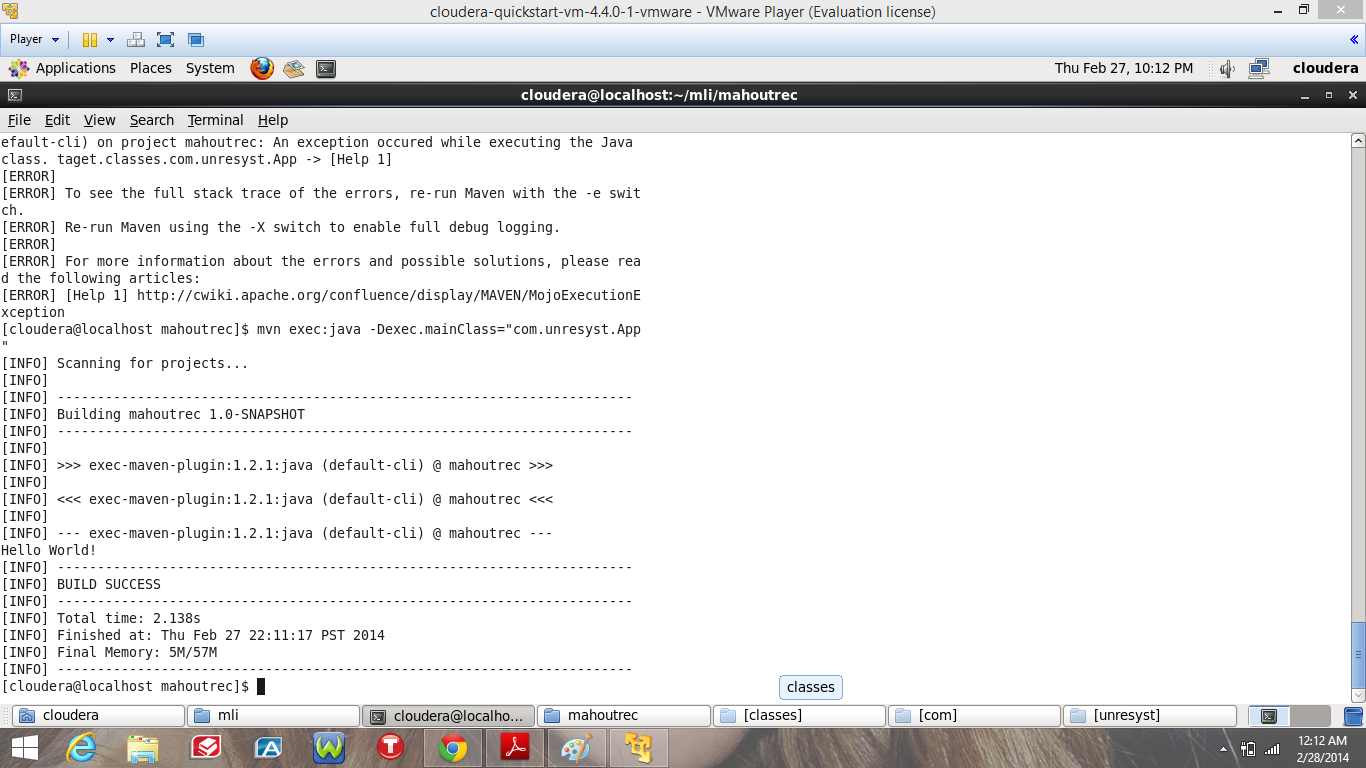 cloudera-quickstart-vm-4.4.0-1-vmware - VMware Player (Evaluation license)
Player
Applications Places System Thu Feb 27, 10:12 PM cloudera
cloudera@localhost:~/mli/mahoutrec
File Edit View Search Terminal Help
efault-cli) on project mahoutrec: An exception occured while executing the Java
class. taget.classes.com.unresyst.App -> [Help 1]
[ERROR]
[ERROR] To see the full stack trace of the errors, re-run Maven with the -e swit
ch.
[ERROR] Re-run Maven using the -X switch to enable full debug logging.
[ERROR]
[ERROR] For more information about the errors and possible solutions, please rea
d the following articles:
[ERROR] [Help 1] http://cwiki.apache.org/confluence/display/MAVEN/MojoExecutionE
xception
[cloudera@localhost mahoutrec]$ mvn exec:java -Dexec.mainClass="com.unresyst.App
"
[INFO] Scanning for projects...
[INFO]
[INFO] ------------------------------------------------------------------------
[INFO] Building mahoutrec 1.0-SNAPSHOT
[INFO] ------------------------------------------------------------------------
[INFO]
[INFO] >>> exec-maven-plugin:1.2.1:java (default-cli) @ mahoutrec >>>
[INFO]
[INFO] <<< exec-maven-plugin:1.2.1:java (default-cli) @ mahoutrec <<<
[INFO]
[INFO] --- exec-maven-plugin:1.2.1:java (default-cli) @ mahoutrec ---
Hello World!
[INFO] ------------------------------------------------------------------------
[INFO] BUILD SUCCESS
[INFO] ------------------------------------------------------------------------
[INFO] Total time: 2.138s
[INFO] Finished at: Thu Feb 27 22:11:17 PST 2014
[INFO] Final Memory: 5M/57M
[INFO] ------------------------------------------------------------------------
[cloudera@localhost mahoutrec]$
classes
cloudera mli cloudera@localho... mahoutrec [classes] [com] [unresyst]
12:12 AM
2/28/2014